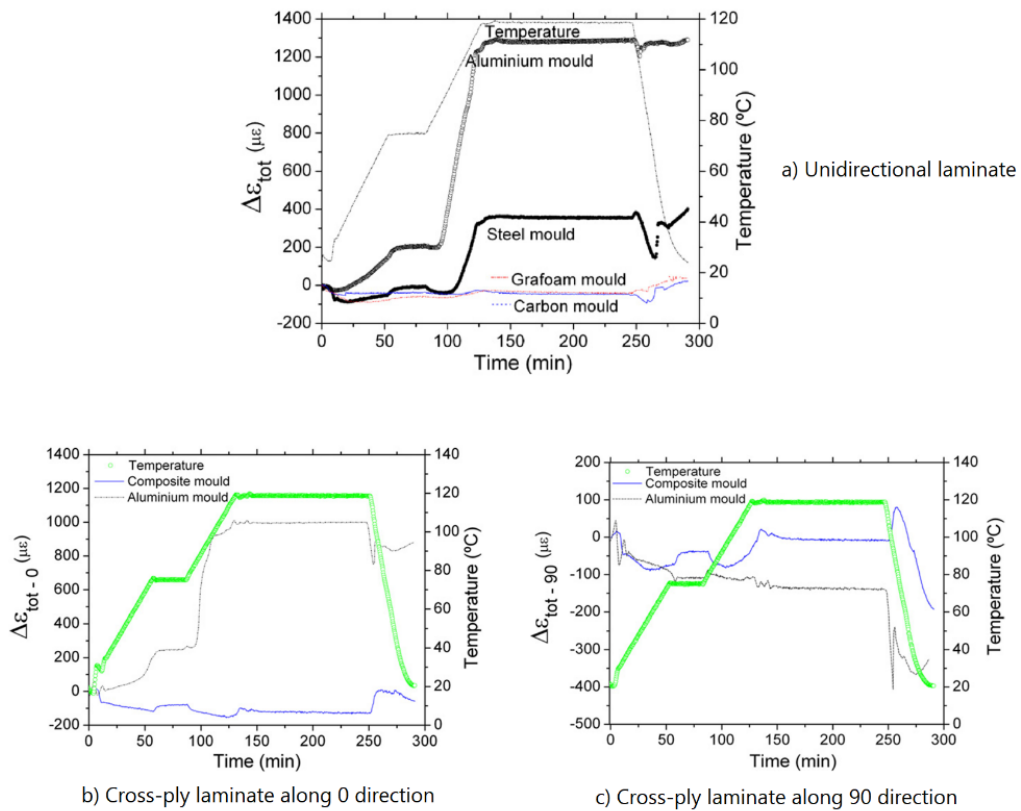 1400
1200
1000
800
600
400
200
0
-200
Δε_tot (με)
120
100
80
60
40
20
0
Temperature (ºC)
Temperature
Aluminium mould
Steel mould
Grafoam mould
Carbon mould
0 50 100 150 200 250 300
Time (min)
a) Unidirectional laminate
1400
1200
1000
800
600
400
200
0
-200
Δε_tot - 0 (με)
140
120
100
80
60
40
20
0
Temperature (ºC)
Temperature
Composite mould
Aluminium mould
0 50 100 150 200 250 300
Time (min)
b) Cross-ply laminate along 0 direction
200
100
0
-100
-200
-300
-400
-500
Δε_tot - 90 (με)
140
120
100
80
60
40
20
0
Temperature (ºC)
Temperature
Composite mould
Aluminium mould
0 50 100 150 200 250 300
Time (min)
c) Cross-ply laminate along 90 direction